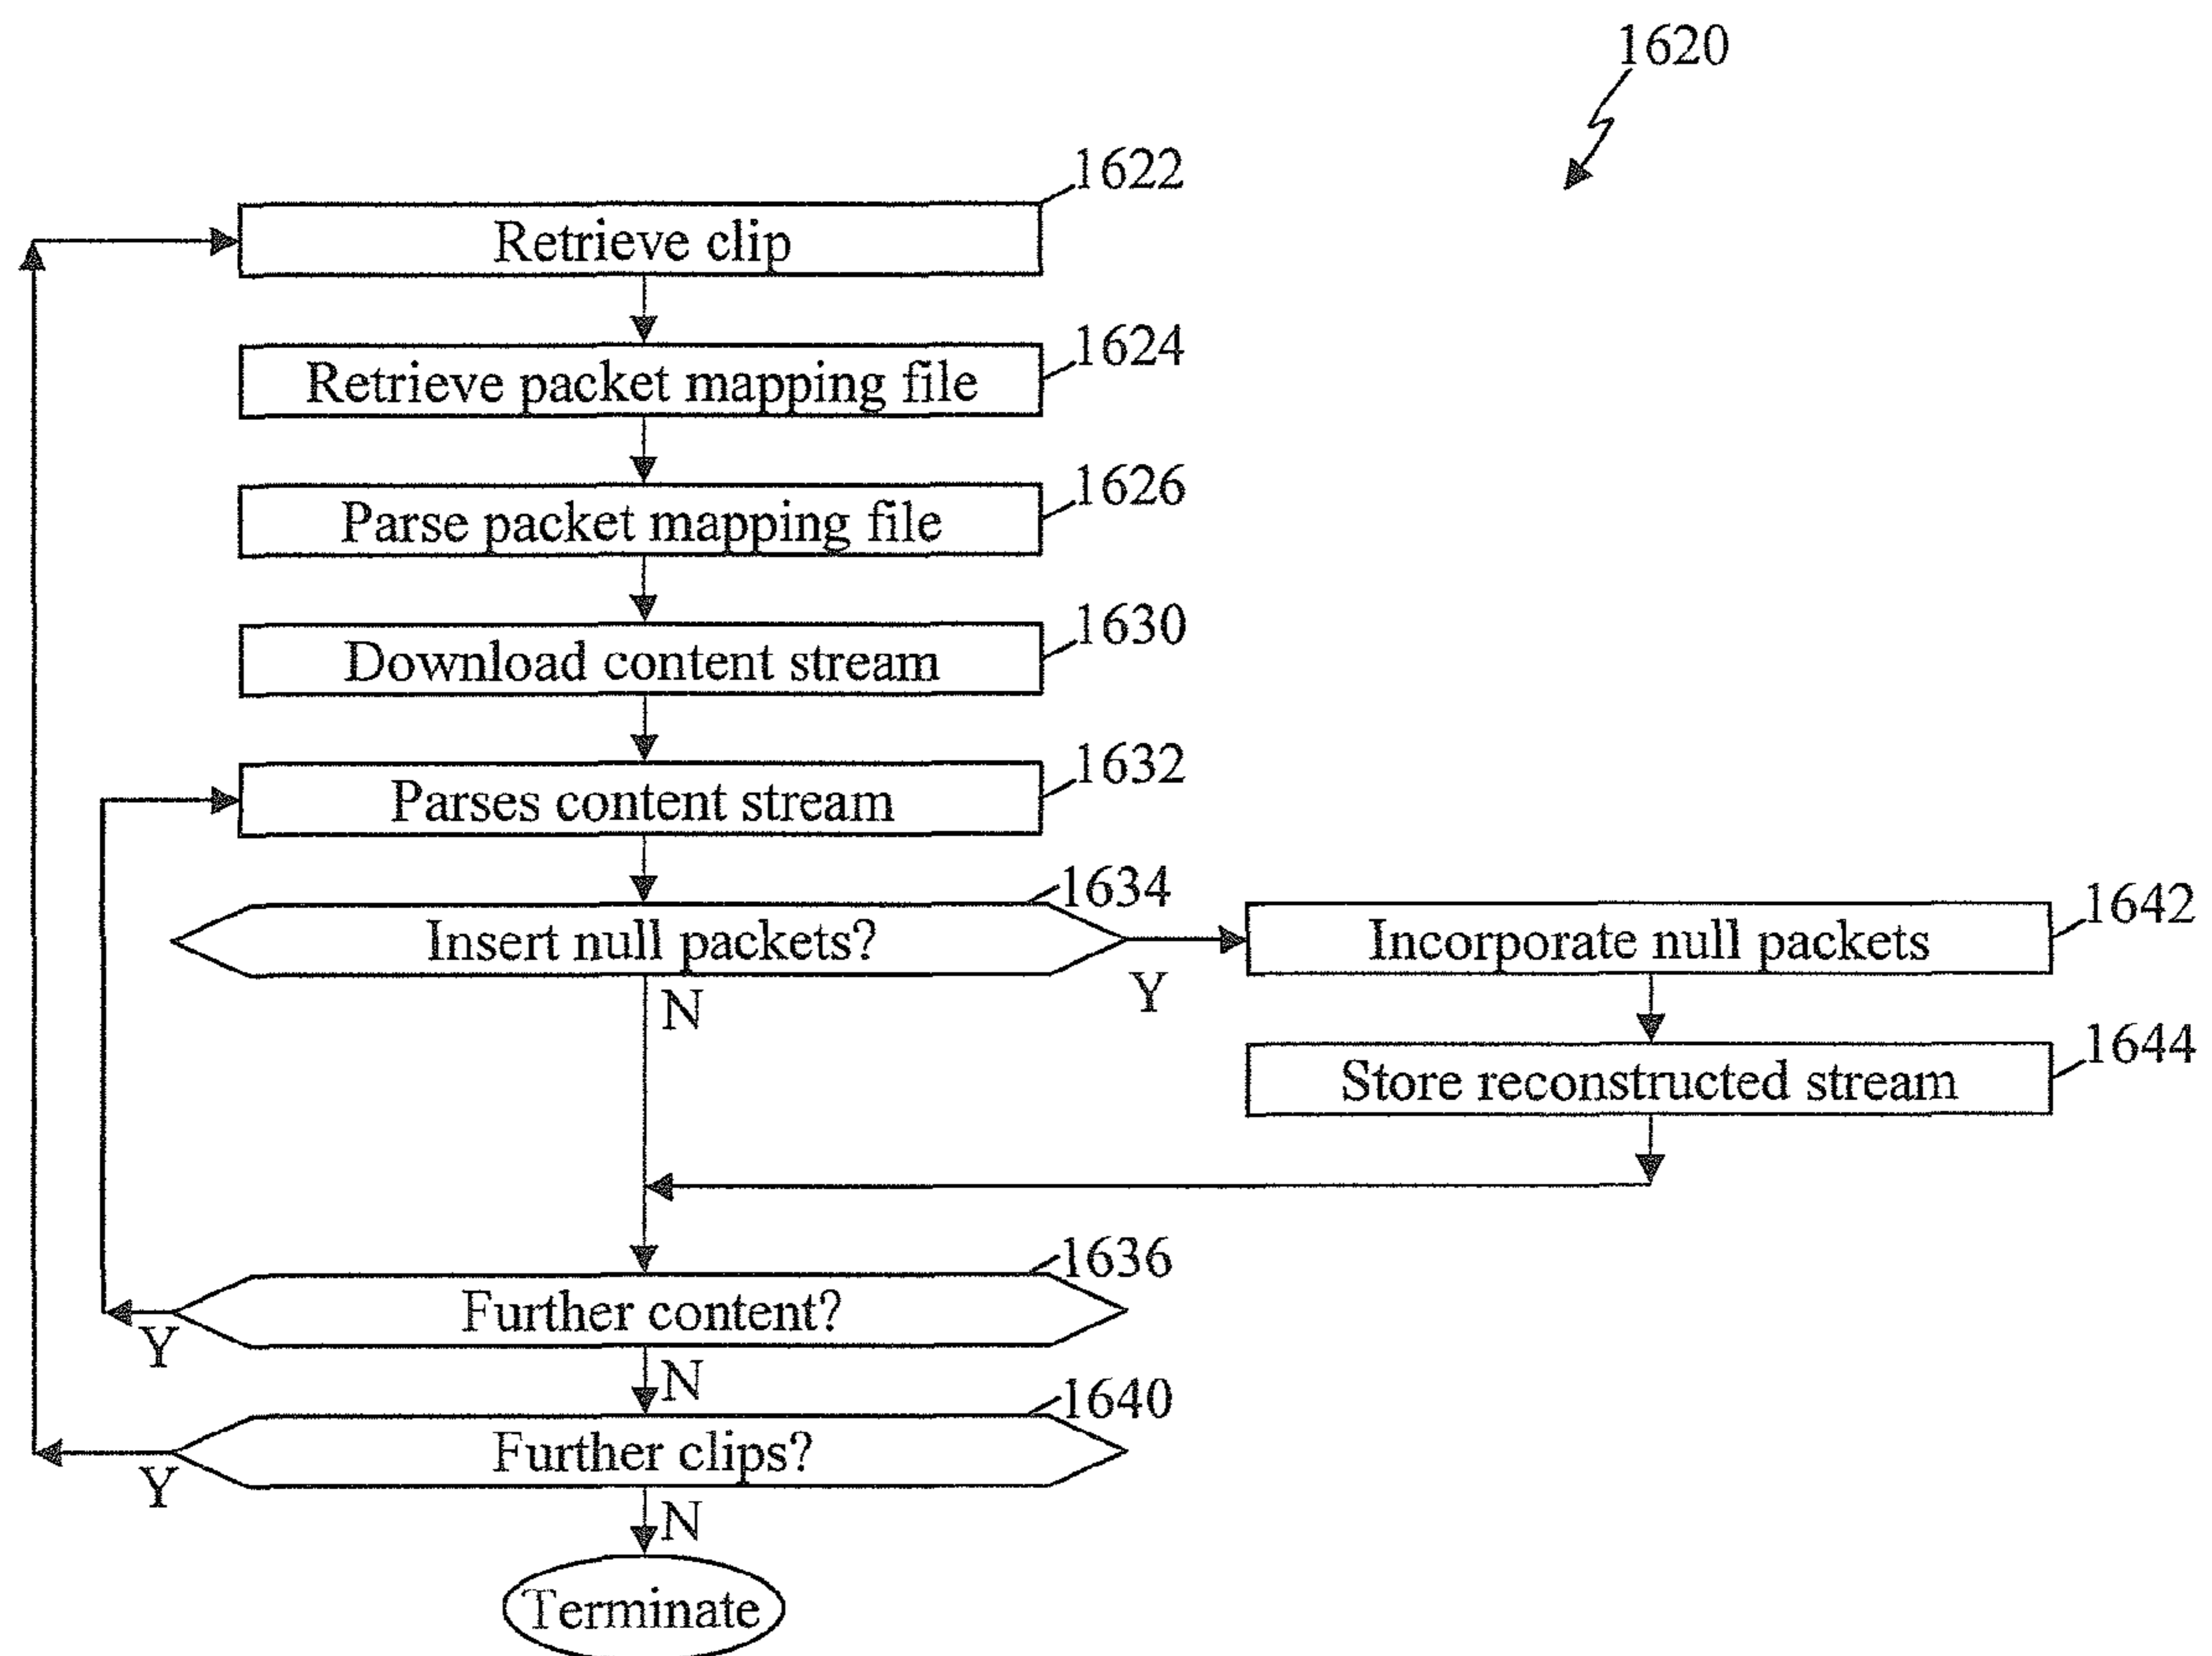 1620
1622
Retrieve clip
1624
Retrieve packet mapping file
1626
Parse packet mapping file
1630
Download content stream
1632
Parses content stream
1634
Insert null packets?
Y
N
1642
Incorporate null packets
1644
Store reconstructed stream
1636
Further content?
Y
N
1640
Further clips?
Y
N
Terminate